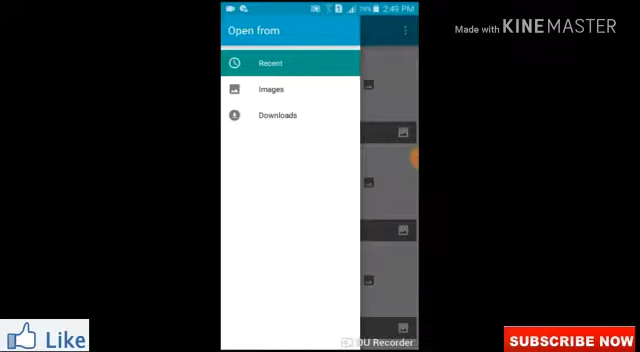 2:49 PM
Made with KINEMASTER
Open from
Recent
Images
Downloads
DU Recorder
Like
SUBSCRIBE NOW